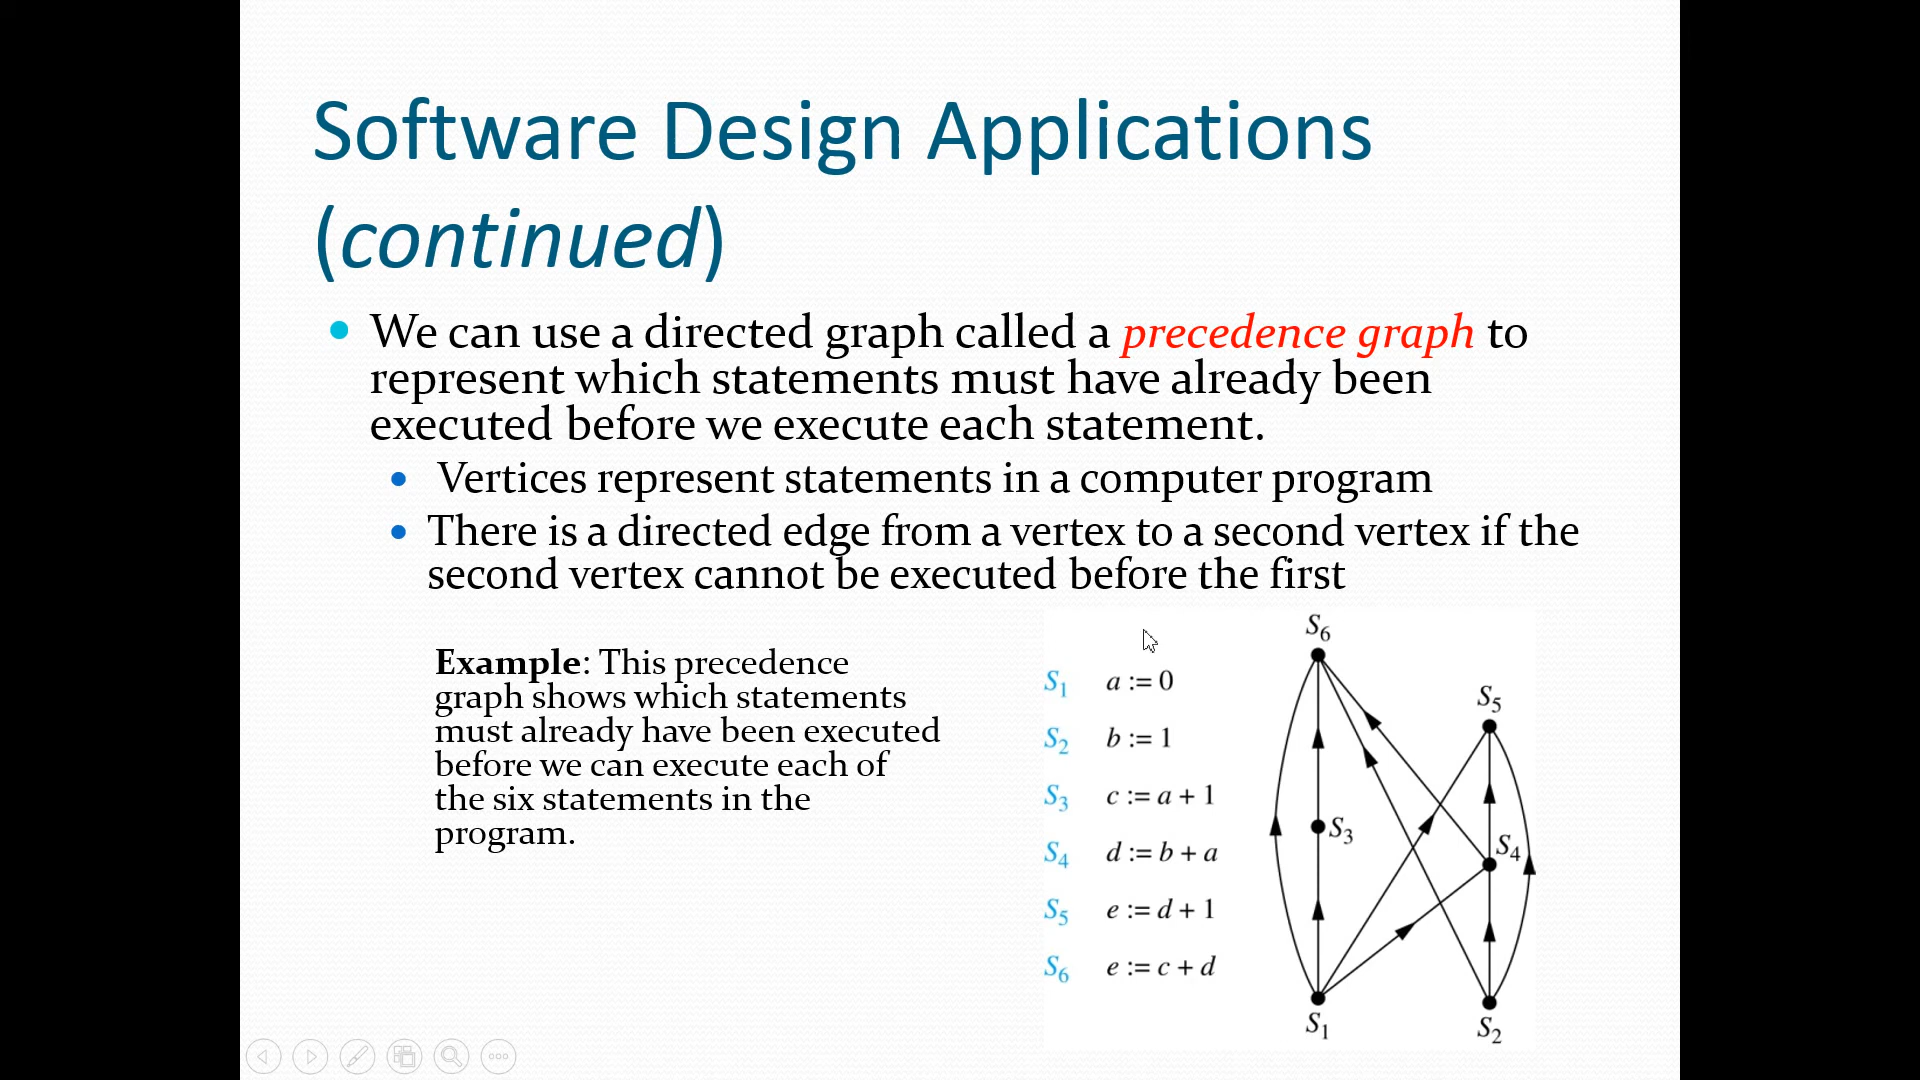 Software Design Applications
(continued)
We can use a directed graph called a precedence graph to
represent which statements must have already been
executed before we execute each statement.
Vertices represent statements in a computer program
There is a directed edge from a vertex to a second vertex if the
second vertex cannot be executed before the first
Example: This precedence
graph shows which statements
must already have been executed
before we can execute each of
the six statements in the
program.
S₁ a := 0
S₂ b := 1
S₃ c := a + 1
S₄ d := b + a
S₅ e := d + 1
S₆ e := c + d
S₆
S₅
S₃
S₄
S₁
S₂